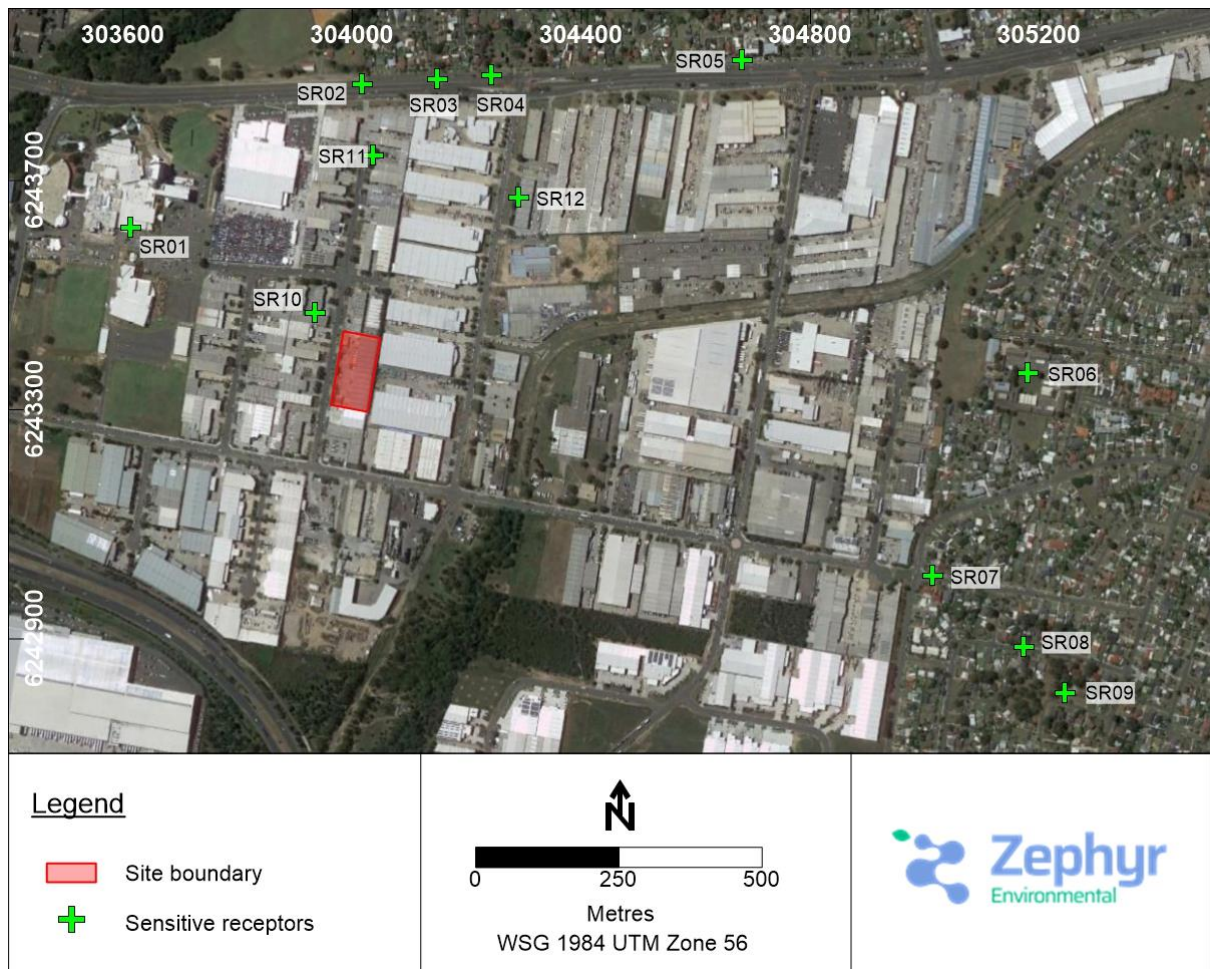 303600
304000
304400
304800
305200
SR05
SR02
SR03
SR04
SR11
6243700
SR12
SR01
SR10
SR06
6243300
SR07
SR08
6242900
SR09
Legend
Site boundary
Sensitive receptors
N
0
250
500
Metres
WSG 1984 UTM Zone 56
Zephyr
Environmental